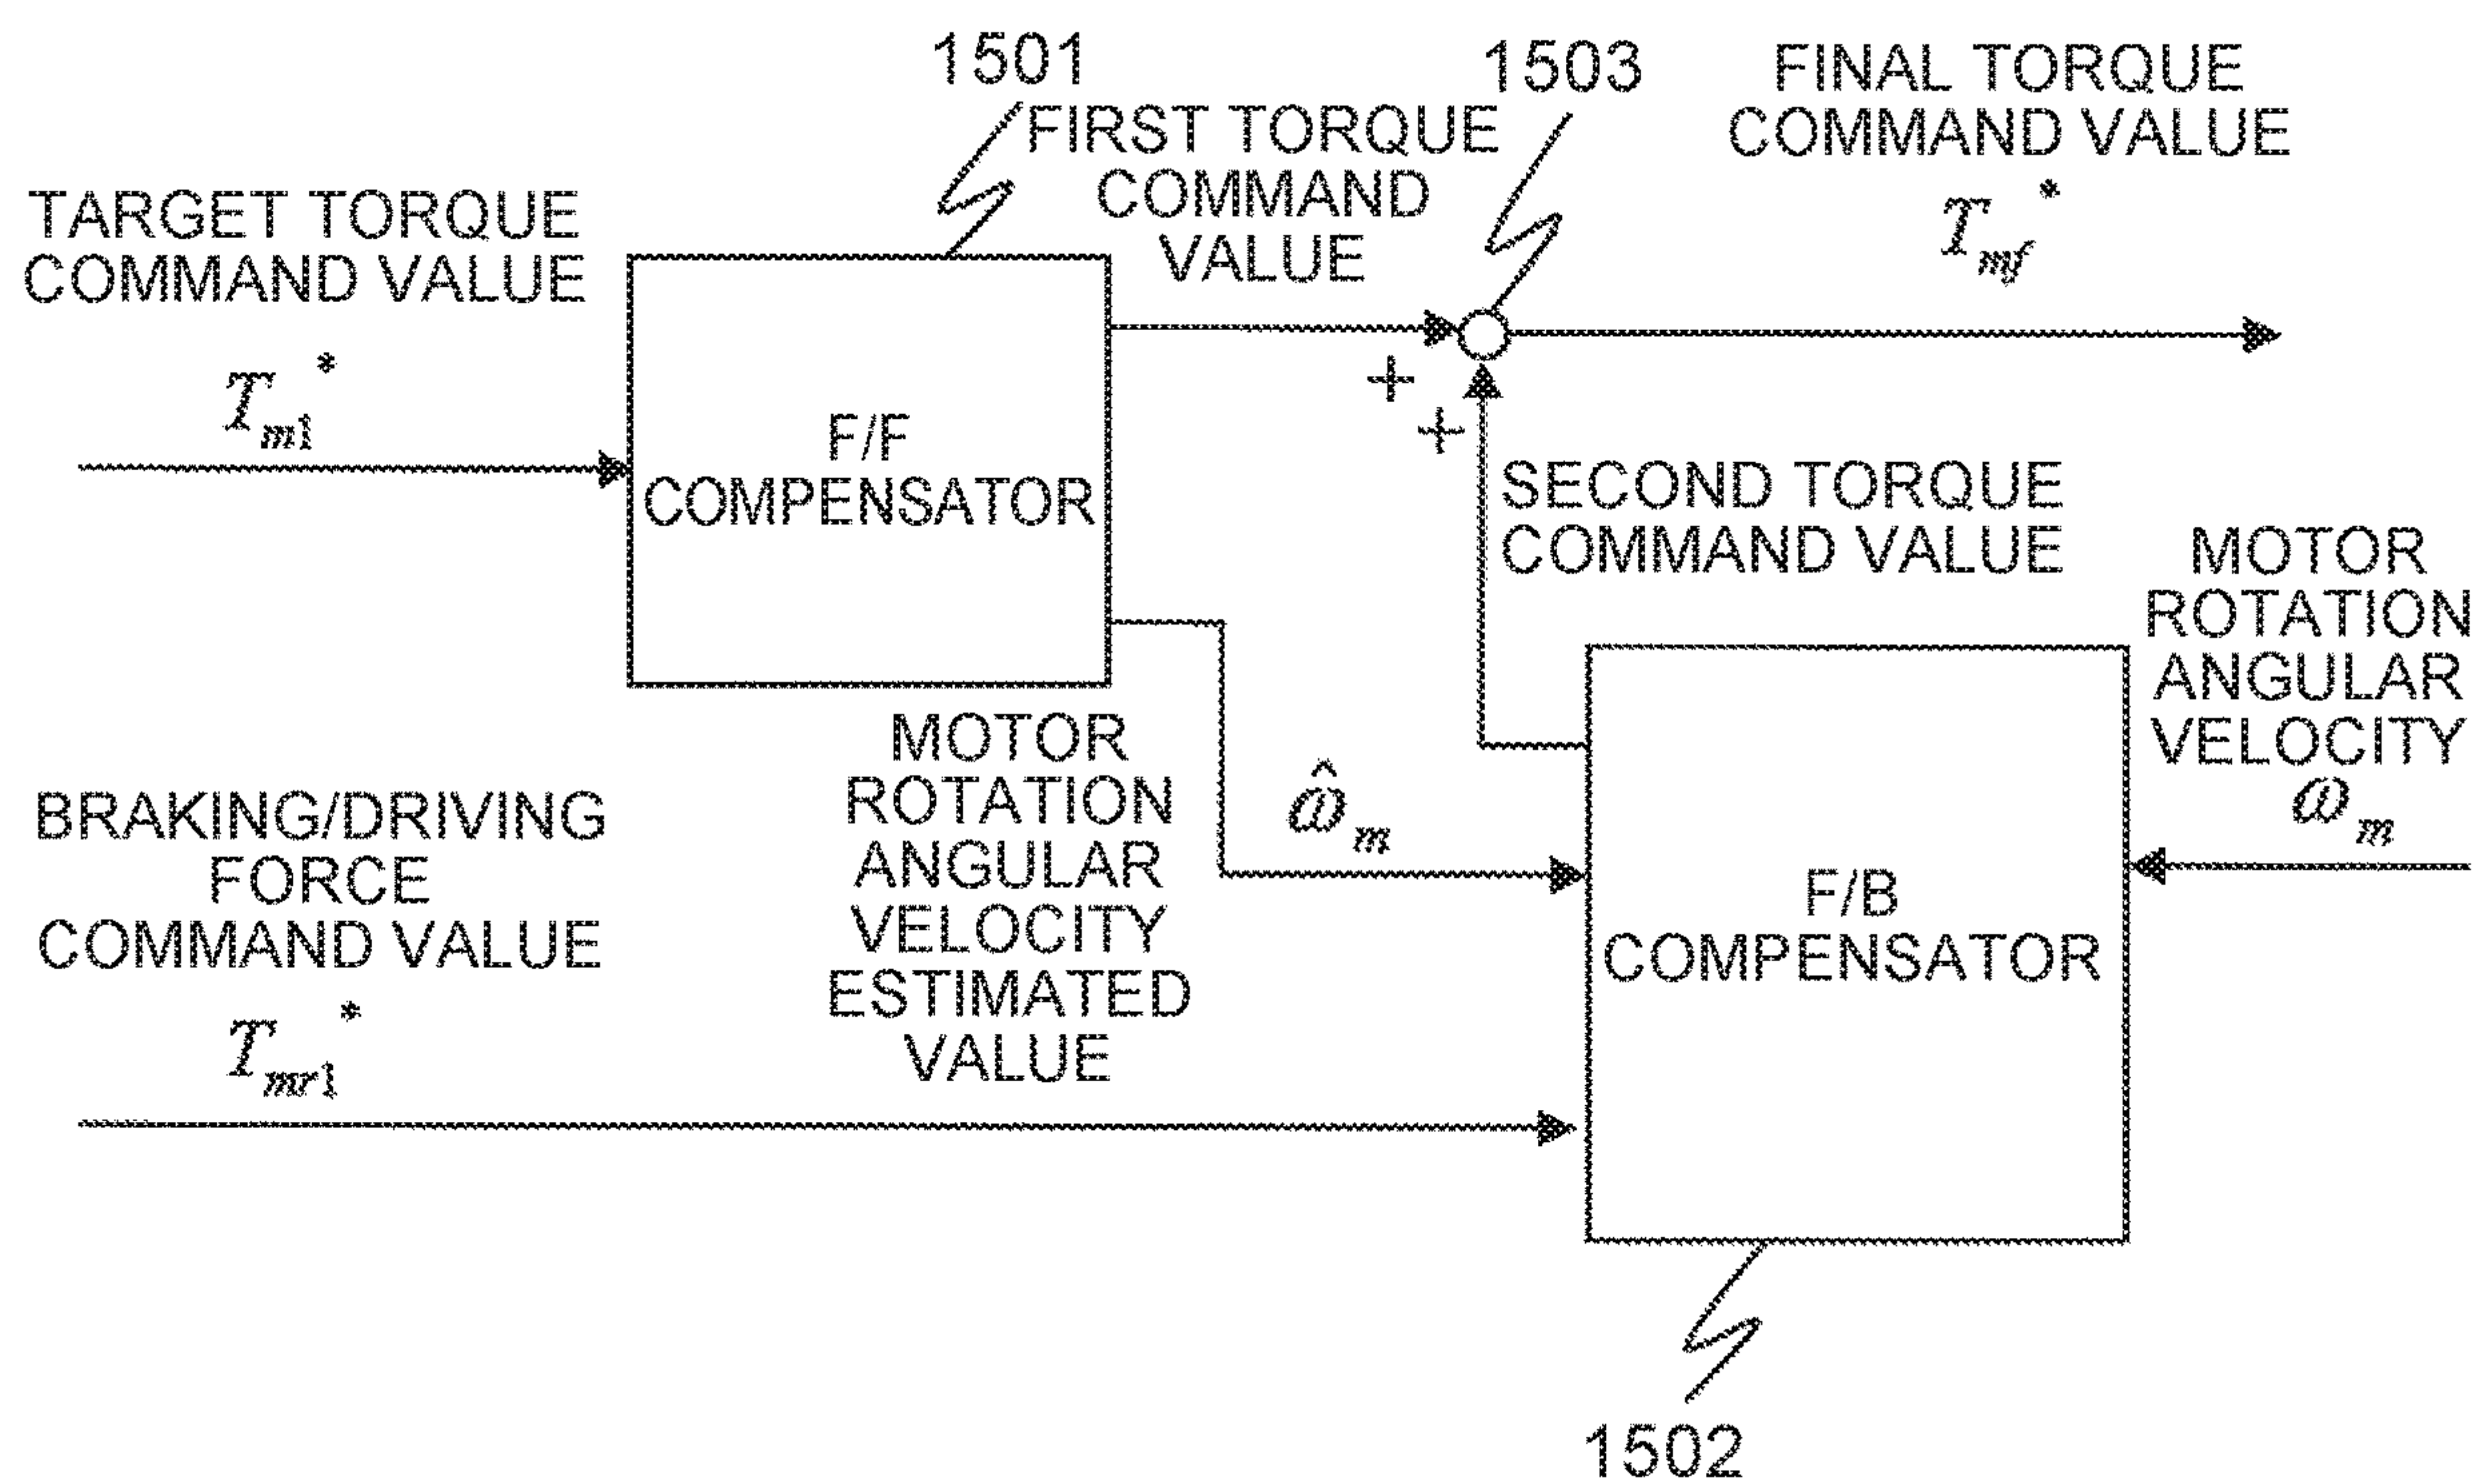 1501
1503
FINAL TORQUE
COMMAND VALUE
T_mf*
FIRST TORQUE
COMMAND
VALUE
TARGET TORQUE
COMMAND VALUE
T_m1*
F/F
COMPENSATOR
+
+
SECOND TORQUE
COMMAND VALUE
MOTOR
ROTATION
ANGULAR
VELOCITY
ω_m
MOTOR
ROTATION
ANGULAR
VELOCITY
ESTIMATED
VALUE
ω̂_m
BRAKING/DRIVING
FORCE
COMMAND VALUE
T_mr1*
F/B
COMPENSATOR
1502